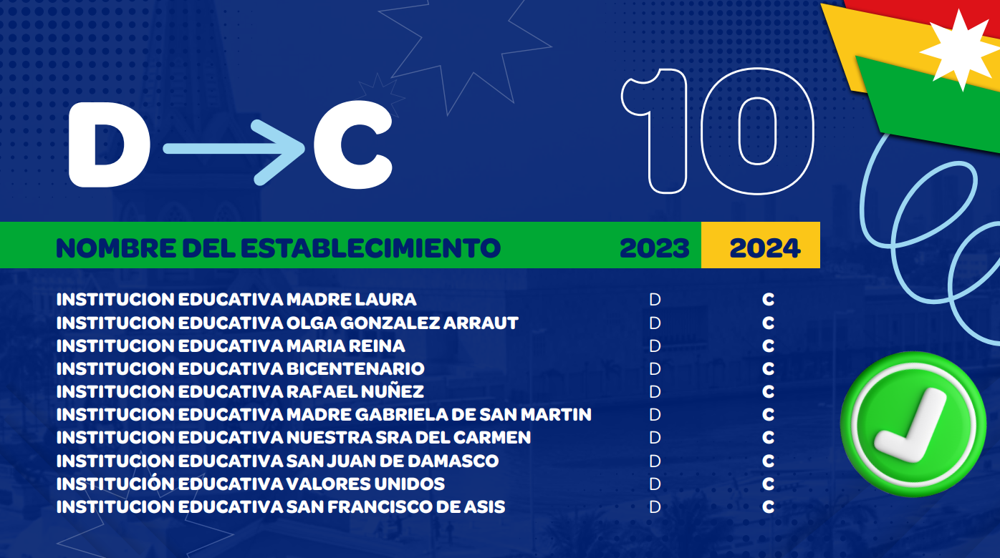 D → C 10
NOMBRE DEL ESTABLECIMIENTO 2023 2024
INSTITUCION EDUCATIVA MADRE LAURA D C
INSTITUCION EDUCATIVA OLGA GONZALEZ ARRAUT D C
INSTITUCION EDUCATIVA MARIA REINA D C
INSTITUCION EDUCATIVA BICENTENARIO D C
INSTITUCION EDUCATIVA RAFAEL NUÑEZ D C
INSTITUCION EDUCATIVA MADRE GABRIELA DE SAN MARTIN D C
INSTITUCION EDUCATIVA NUESTRA SRA DEL CARMEN D C
INSTITUCION EDUCATIVA SAN JUAN DE DAMASCO D C
INSTITUCIÓN EDUCATIVA VALORES UNIDOS D C
INSTITUCION EDUCATIVA SAN FRANCISCO DE ASIS D C